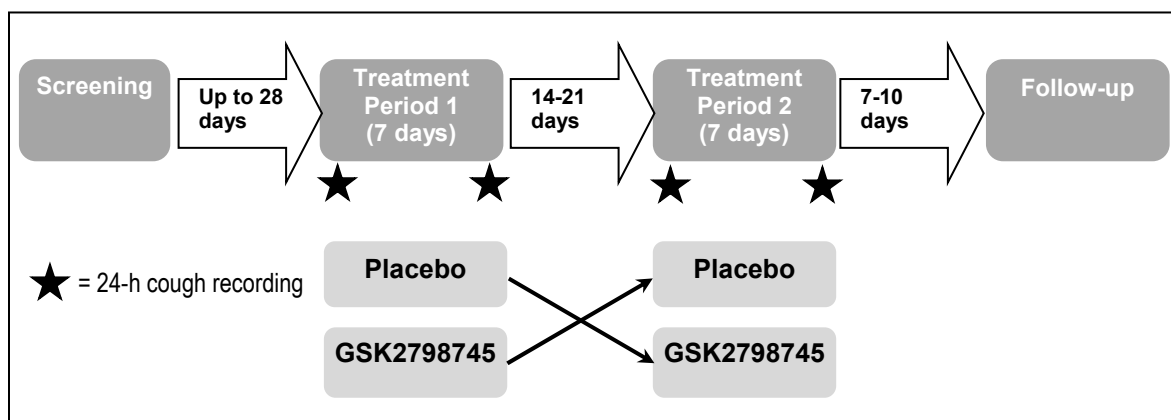 Screening
Up to 28
days
Treatment
Period 1
(7 days)
14-21
days
Treatment
Period 2
(7 days)
7-10
days
Follow-up
= 24-h cough recording
Placebo
Placebo
GSK2798745
GSK2798745